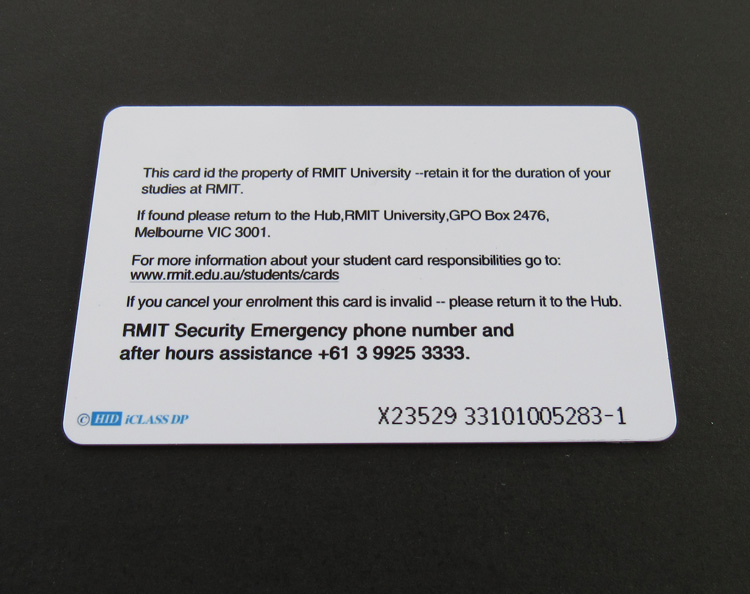 This card id the property of RMIT University --retain it for the duration of your
studies at RMIT.
If found please return to the Hub,RMIT University,GPO Box 2476,
Melbourne VIC 3001.
For more information about your student card responsibilities go to:
www.rmit.edu.au/students/cards
If you cancel your enrolment this card is invalid -- please return it to the Hub.
RMIT Security Emergency phone number and
after hours assistance +61 3 9925 3333.
© HID iCLASS DP
X23529 33101005283-1